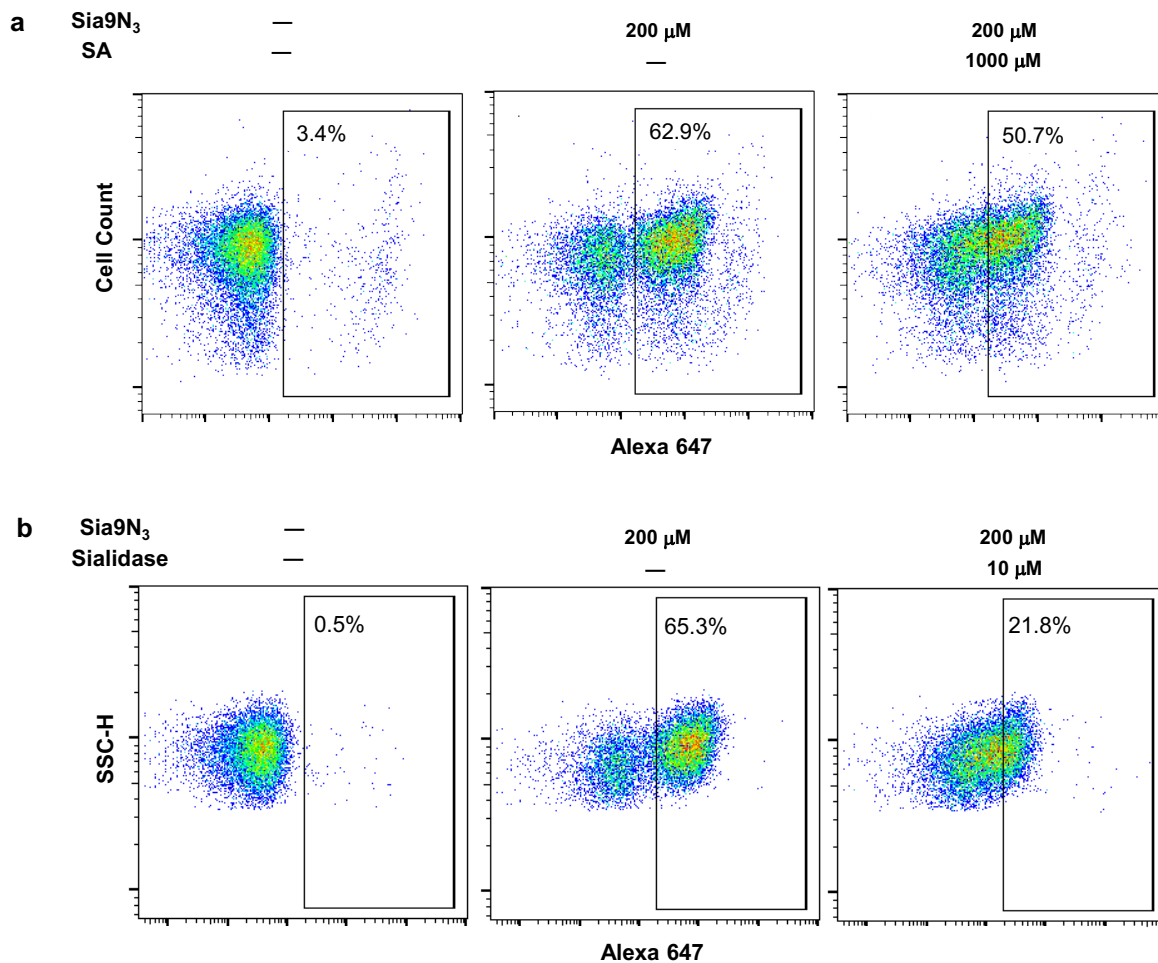 a
Sia9N₃ — 200 μM 200 μM
SA — — 1000 μM
3.4% 62.9% 50.7%
Cell Count
Alexa 647
b
Sia9N₃ — 200 μM 200 μM
Sialidase — — 10 μM
0.5% 65.3% 21.8%
SSC-H
Alexa 647